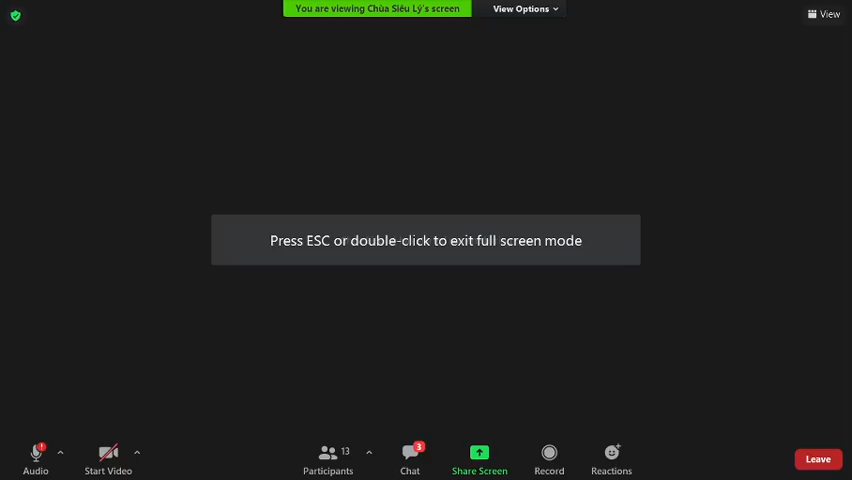 You are viewing Chùa Siêu Lý's screen
View Options
View
Press ESC or double-click to exit full screen mode
Audio
Start Video
Participants
13
Chat
3
Share Screen
Record
Reactions
Leave